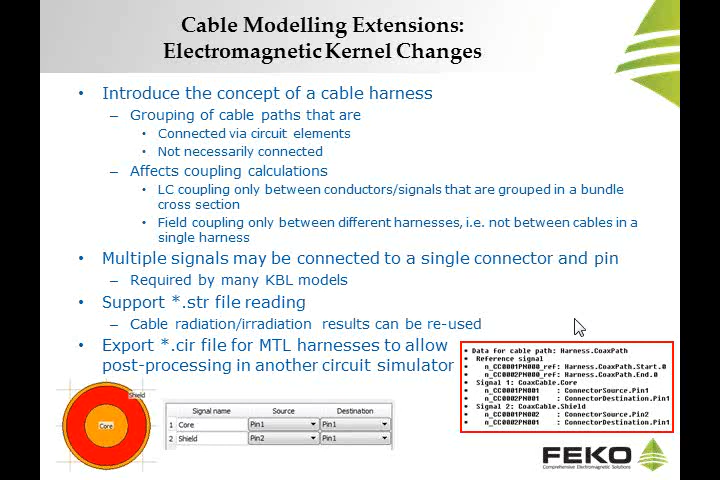 Cable Modelling Extensions:
Electromagnetic Kernel Changes
• Introduce the concept of a cable harness
– Grouping of cable paths that are
• Connected via circuit elements
• Not necessarily connected
– Affects coupling calculations
• LC coupling only between conductors/signals that are grouped in a bundle
cross section
• Field coupling only between different harnesses, i.e. not between cables in a
single harness
• Multiple signals may be connected to a single connector and pin
– Required by many KBL models
• Support *.str file reading
– Cable radiation/irradiation results can be re-used
• Export *.cir file for MTL harnesses to allow
post-processing in another circuit simulator
* Data for cable path: Harness.CoaxPath
* Reference signal
* n_CC0001PN000_reF: Harness.CoaxPath.Start.0
* n_CC0002PN000_reF: Harness.CoaxPath.End.0
* Signal 1: CoaxCable.Core
* n_CC0001PN001 : ConnectorSource.Pin1
* n_CC0002PN001 : ConnectorDestination.Pin1
* Signal 2: CoaxCable.Shield
* n_CC0001PN002 : ConnectorSource.Pin2
* n_CC0002PN001 : ConnectorDestination.Pin1
Shield
Core
Signal name Source Destination
1 Core Pin1 Pin1
2 Shield Pin2 Pin1
FEKO
Comprehensive Electromagnetic Solutions